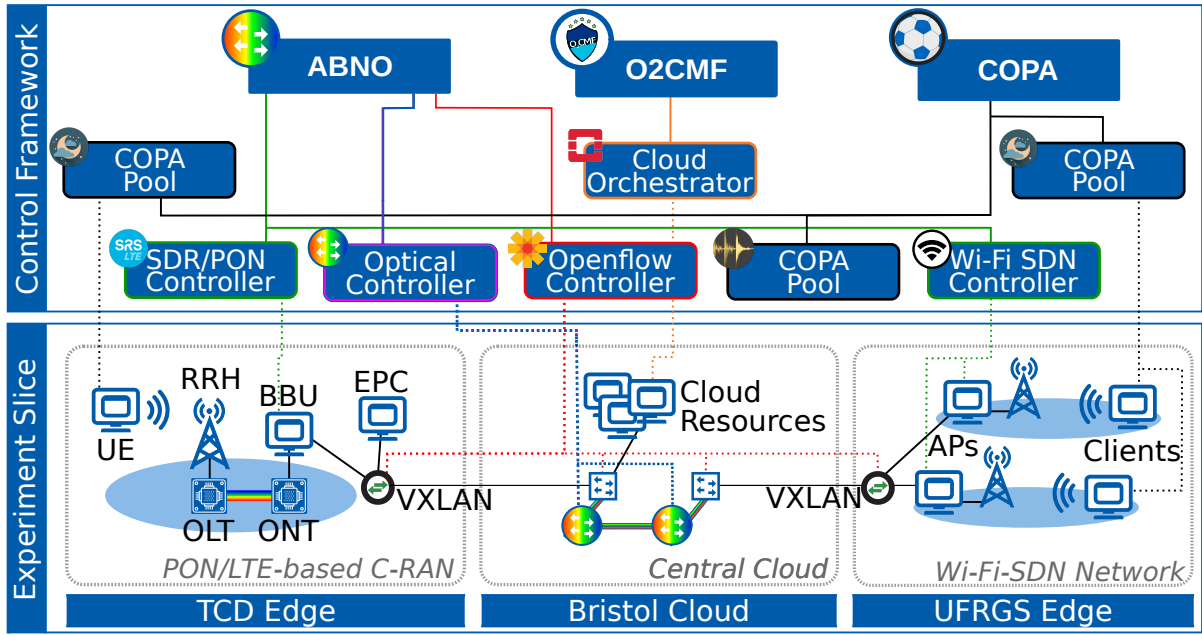 Control Framework
ABNO
O.CMF
O2CMF
COPA
COPA
Pool
Cloud
Orchestrator
COPA
Pool
SRS
LTE
SDR/PON
Controller
Optical
Controller
Openflow
Controller
COPA
Pool
Wi-Fi SDN
Controller
Experiment Slice
UE
RRH
BBU
EPC
OLT
ONT
VXLAN
PON/LTE-based C-RAN
TCD Edge
Cloud
Resources
VXLAN
Central Cloud
Bristol Cloud
APs
Clients
Wi-Fi-SDN Network
UFRGS Edge